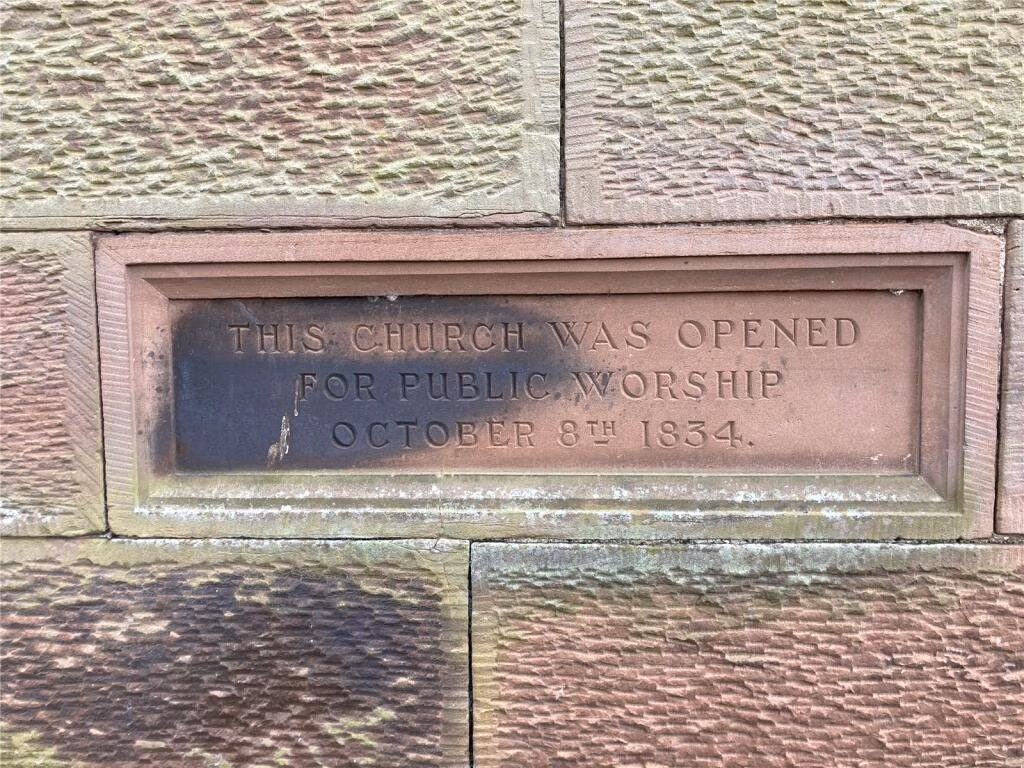 THIS CHURCH WAS OPENED
FOR PUBLIC WORSHIP
OCTOBER 8TH 1834.